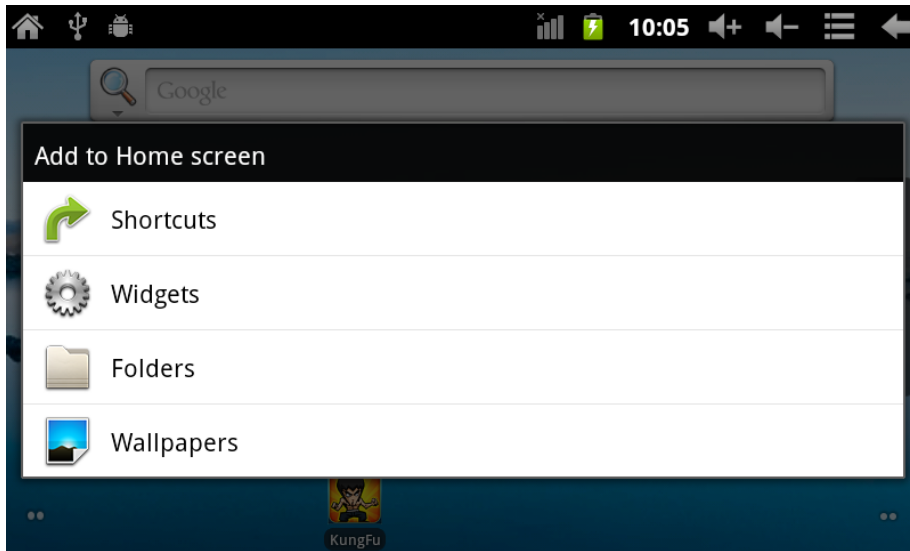 10:05
Google
Add to Home screen
Shortcuts
Widgets
Folders
Wallpapers
KungFu